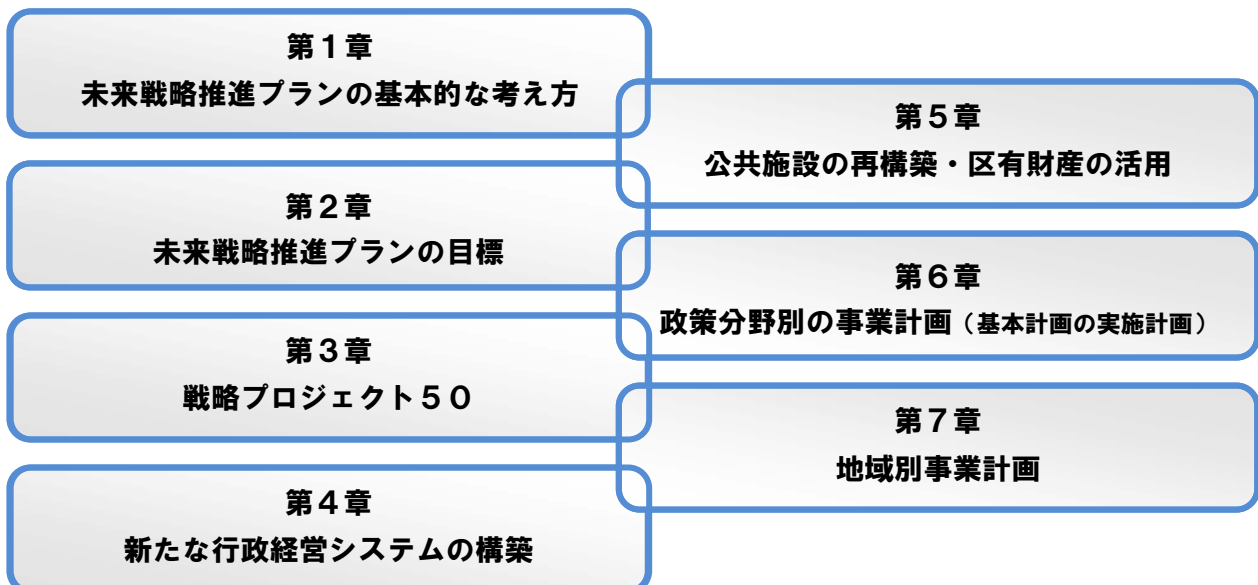 第１章
未来戦略推進プランの基本的な考え方
第２章
未来戦略推進プランの目標
第３章
戦略プロジェクト５０
第４章
新たな行政経営システムの構築
第５章
公共施設の再構築・区有財産の活用
第６章
政策分野別の事業計画（基本計画の実施計画）
第７章
地域別事業計画